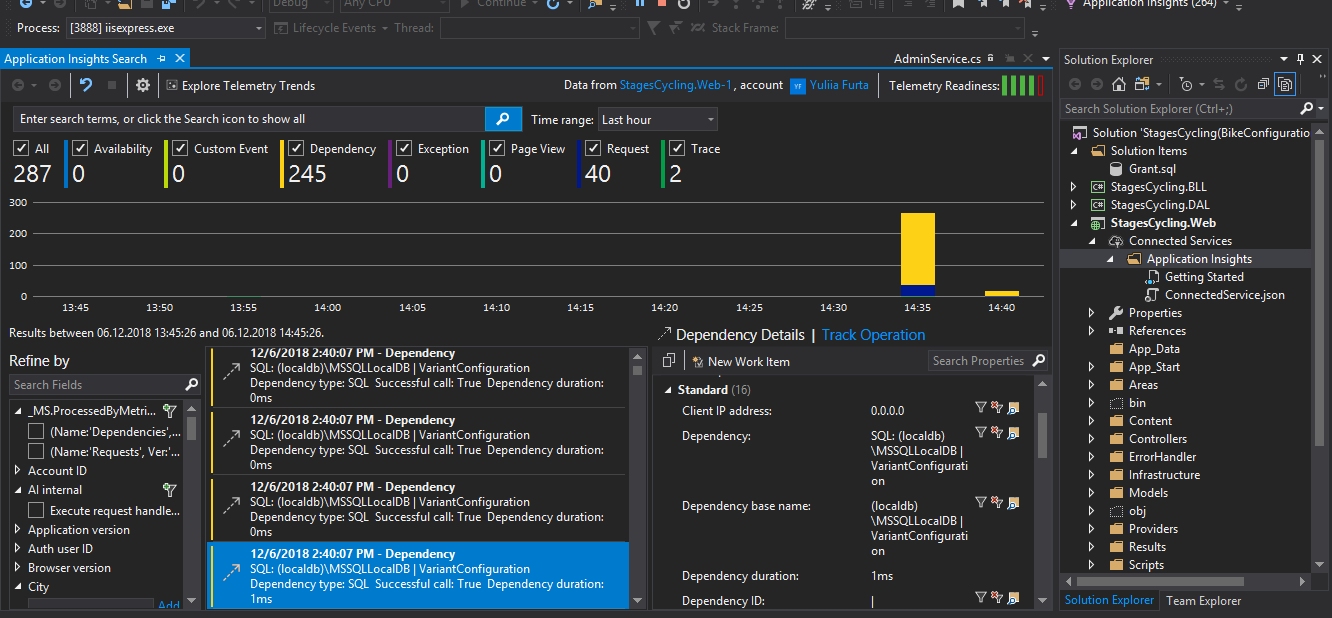 Debug
Any CPU
Continue
Application Insights (264)
Process: [3888] iisexpress.exe
Lifecycle Events
Thread:
Stack Frame:
Application Insights Search
AdminService.cs
Explore Telemetry Trends
Data from StagesCycling.Web-1, account YF Yuliia Furta
Telemetry Readiness:
Enter search terms, or click the Search icon to show all
Time range: Last hour
All
287
Availability
0
Custom Event
0
Dependency
245
Exception
0
Page View
0
Request
40
Trace
2
300
200
100
0
13:45 13:50 13:55 14:00 14:05 14:10 14:15 14:20 14:25 14:30 14:35 14:40
Results between 06.12.2018 13:45:26 and 06.12.2018 14:45:26.
Refine by
Search Fields
_MS.ProcessedByMetri...
(Name:'Dependencies',...
(Name:'Requests', Ver:'...
Account ID
AI internal
Execute request handle...
Application version
Auth user ID
Browser version
City
Add
12/6/2018 2:40:07 PM - Dependency
SQL: (localdb)\MSSQLLocalDB | VariantConfiguration
Dependency type: SQL Successful call: True Dependency duration:
0ms
12/6/2018 2:40:07 PM - Dependency
SQL: (localdb)\MSSQLLocalDB | VariantConfiguration
Dependency type: SQL Successful call: True Dependency duration:
0ms
12/6/2018 2:40:07 PM - Dependency
SQL: (localdb)\MSSQLLocalDB | VariantConfiguration
Dependency type: SQL Successful call: True Dependency duration:
0ms
12/6/2018 2:40:07 PM - Dependency
SQL: (localdb)\MSSQLLocalDB | VariantConfiguration
Dependency type: SQL Successful call: True Dependency duration:
1ms
Dependency Details | Track Operation
New Work Item
Search Properties
Standard (16)
Client IP address: 0.0.0.0
Dependency: SQL: (localdb)
\MSSQLLocalDB |
VariantConfigurati
on
Dependency base name: (localdb)
\MSSQLLocalDB |
VariantConfigurati
on
Dependency duration: 1ms
Dependency ID: |
Solution Explorer
Search Solution Explorer (Ctrl+;)
Solution 'StagesCycling(BikeConfiguratio
Solution Items
Grant.sql
C# StagesCycling.BLL
C# StagesCycling.DAL
StagesCycling.Web
Connected Services
Application Insights
Getting Started
ConnectedService.json
Properties
References
App_Data
App_Start
Areas
bin
Content
Controllers
ErrorHandler
Infrastructure
Models
obj
Providers
Results
Scripts
Solution Explorer
Team Explorer